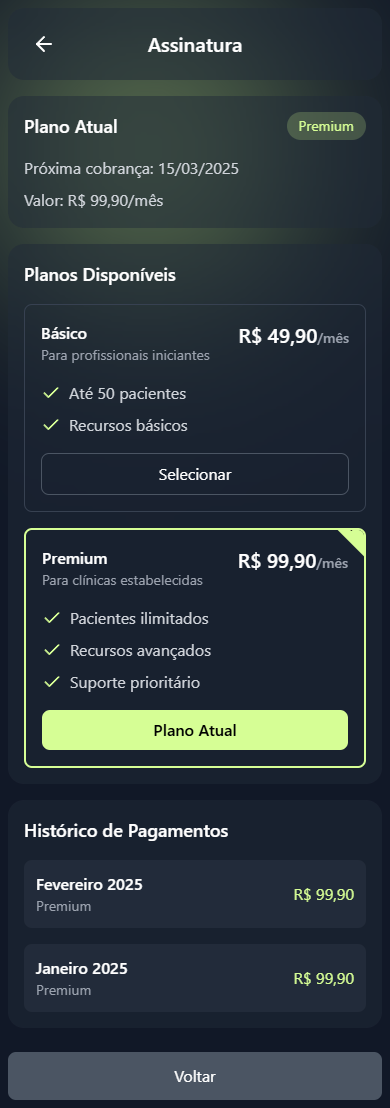 Assinatura
Plano Atual
Premium
Próxima cobrança: 15/03/2025
Valor: R$ 99,90/mês
Planos Disponíveis
Básico
R$ 49,90/mês
Para profissionais iniciantes
Até 50 pacientes
Recursos básicos
Selecionar
Premium
R$ 99,90/mês
Para clínicas estabelecidas
Pacientes ilimitados
Recursos avançados
Suporte prioritário
Plano Atual
Histórico de Pagamentos
Fevereiro 2025
Premium
R$ 99,90
Janeiro 2025
Premium
R$ 99,90
Voltar